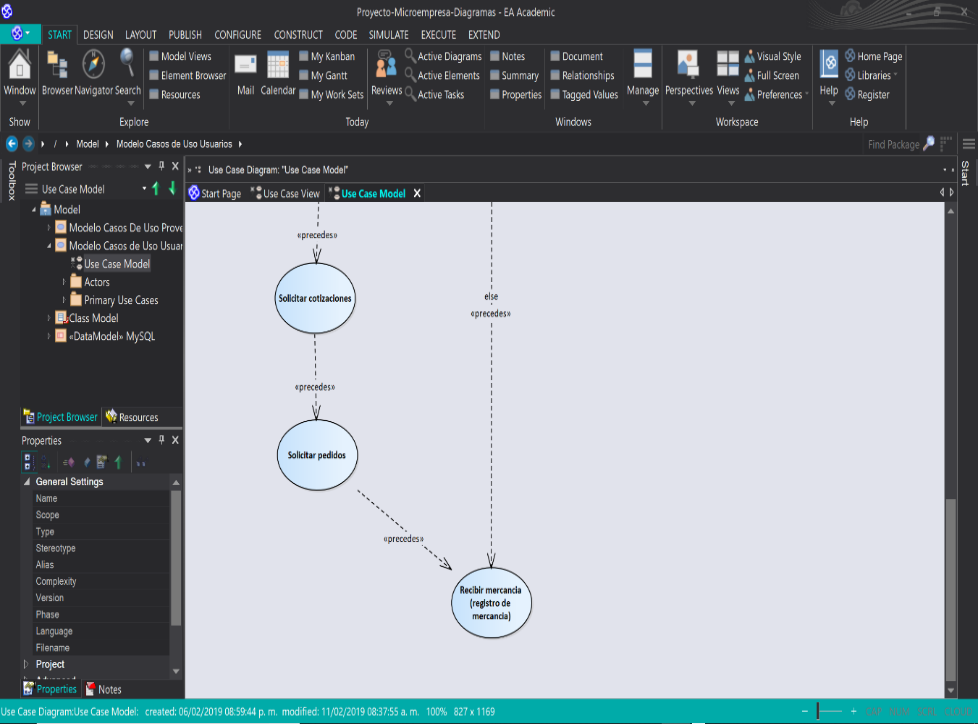 Proyecto-Microempresa-Diagramas - EA Academic
START DESIGN LAYOUT PUBLISH CONFIGURE CONSTRUCT CODE SIMULATE EXECUTE EXTEND
Window
Show
Browser Navigator Search
Model Views
Element Browser
Resources
Explore
Mail Calendar
My Kanban
My Gantt
My Work Sets
Today
Reviews
Active Diagrams
Active Elements
Active Tasks
Notes
Summary
Properties
Document
Relationships
Tagged Values
Windows
Manage
Perspectives Views
Visual Style
Full Screen
Preferences
Workspace
Help
Home Page
Libraries
Register
Help
/ Model Modelo Casos de Uso Usuarios
Find Package
Toolbox
Project Browser
Use Case Model
Model
Modelo Casos De Uso Prove
Modelo Casos de Uso Usuar
Use Case Model
Actors
Primary Use Cases
Class Model
«DataModel» MySQL
Project Browser Resources
Properties
General Settings
Name
Scope
Type
Stereotype
Alias
Complexity
Version
Phase
Language
Filename
Project
Properties Notes
Use Case Diagram: "Use Case Model"
Start Page Use Case View Use Case Model
Start
«precedes»
Solicitar cotizaciones
else
«precedes»
«precedes»
Solicitar pedidos
«precedes»
Recibir mercancia
(registro de
mercancia)
Use Case Diagram:Use Case Model: created: 06/02/2019 08:59:44 p. m. modified: 11/02/2019 08:37:55 a. m. 100% 827 x 1169